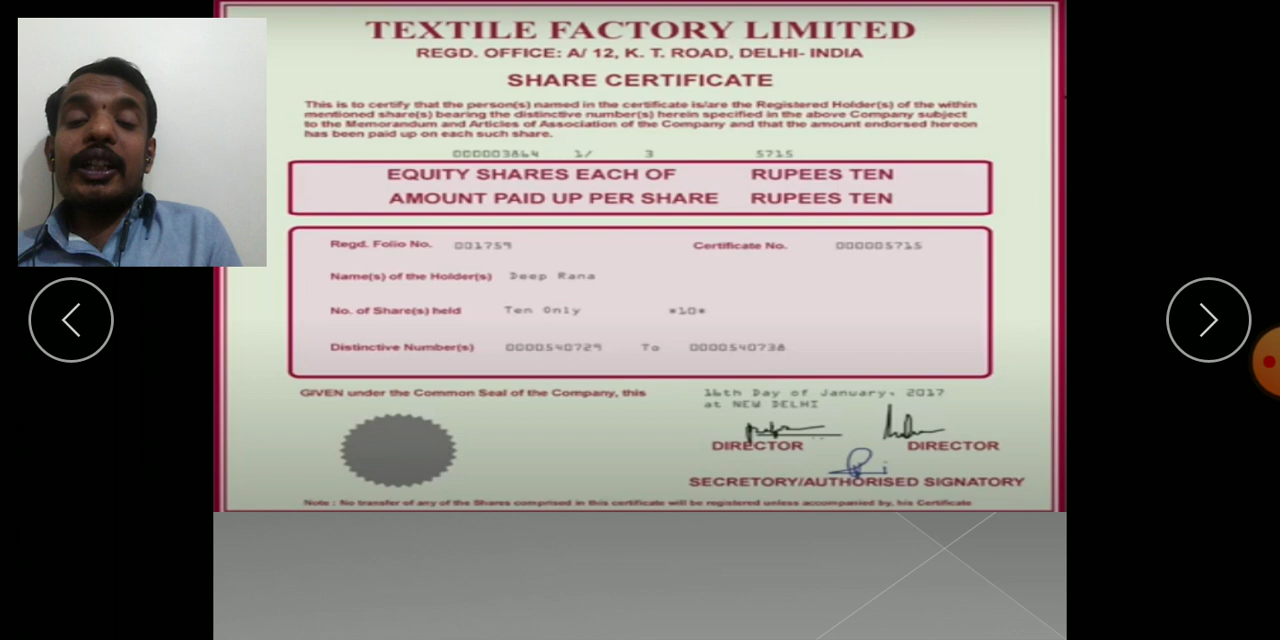 TEXTILE FACTORY LIMITED
REGD. OFFICE: A/ 12, K. T. ROAD, DELHI- INDIA
SHARE CERTIFICATE
This is to certify that the person(s) named in the certificate is/are the Registered Holder(s) of the within
mentioned share(s) bearing the distinctive number(s) herein specified in the above Company subject
to the Memorandum and Articles of Association of the Company and that the amount endorsed hereon
has been paid up on each such share.
000003864 1/ 3 5715
EQUITY SHARES EACH OF RUPEES TEN
AMOUNT PAID UP PER SHARE RUPEES TEN
Regd. Folio No. 001759 Certificate No. 000005715
Name(s) of the Holder(s) Deep Rana
No. of Share(s) held Ten Only *10*
Distinctive Number(s) 0000540729 To 0000540738
GIVEN under the Common Seal of the Company, this 16th Day of January, 2017
at NEW DELHI
DIRECTOR DIRECTOR
SECRETORY/AUTHORISED SIGNATORY
Note : No transfer of any of the Shares comprised in this certificate will be registered unless accompanied by, his Certificate